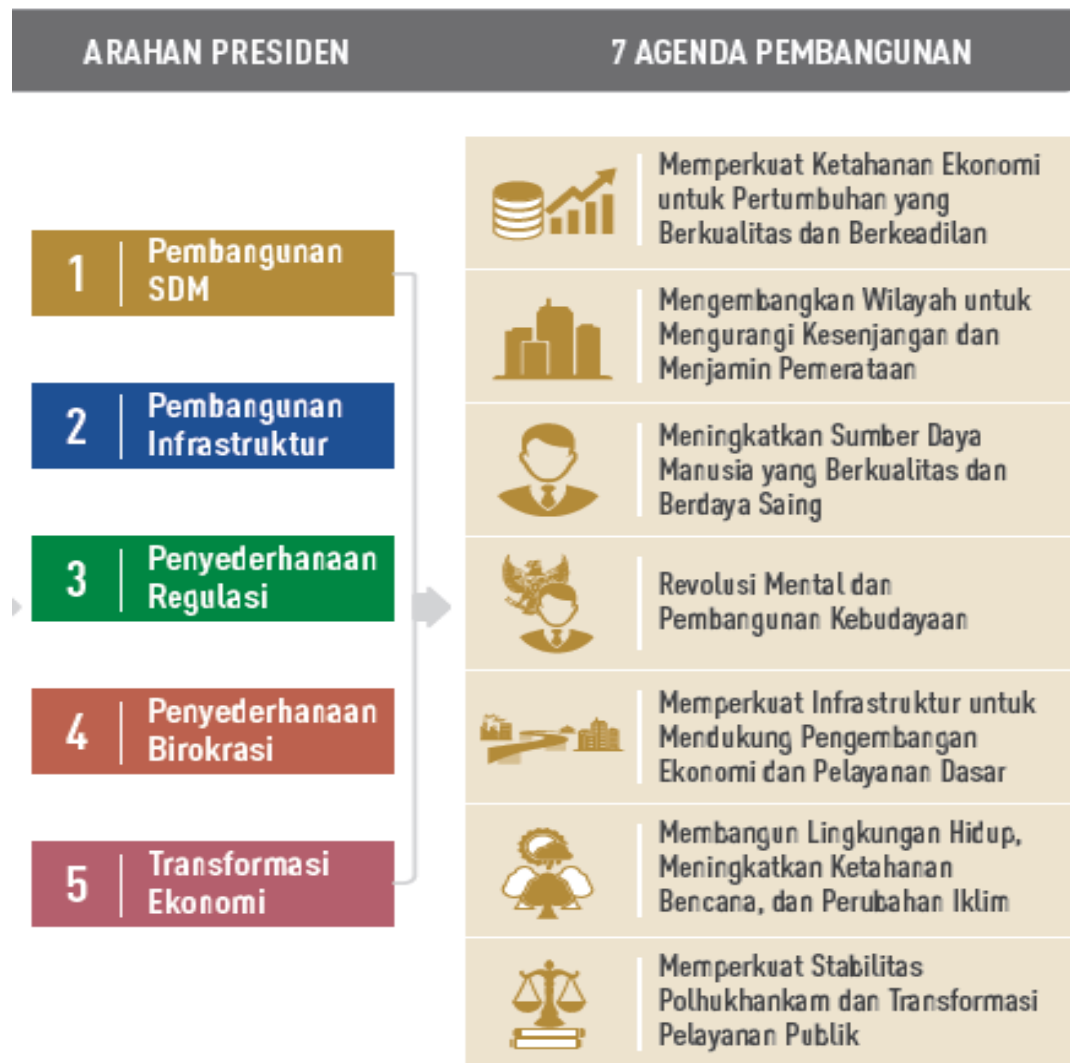 ARAHAN PRESIDEN
1
Pembangunan
SDM
2
Pembangunan
Infrastruktur
3
Penyederhanaan
Regulasi
4
Penyederhanaan
Birokrasi
5
Transformasi
Ekonomi
7 AGENDA PEMBANGUNAN
Memperkuat Ketahanan Ekonomi
untuk Pertumbuhan yang
Berkualitas dan Berkeadilan
Mengembangkan Wilayah untuk
Mengurangi Kesenjangan dan
Menjamin Pemerataan
Meningkatkan Sumber Daya
Manusia yang Berkualitas dan
Berdaya Saing
Revolusi Mental dan
Pembangunan Kebudayaan
Memperkuat Infrastruktur untuk
Mendukung Pengembangan
Ekonomi dan Pelayanan Dasar
Membangun Lingkungan Hidup,
Meningkatkan Ketahanan
Bencana, dan Perubahan Iklim
Memperkuat Stabilitas
Polhukhankam dan Transformasi
Pelayanan Publik